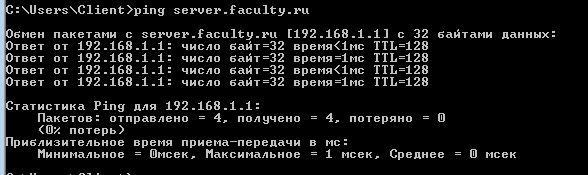 C:\Users\Client>ping server.faculty.ru
Обмен пакетами с server.faculty.ru [192.168.1.1] с 32 байтами данных:
Ответ от 192.168.1.1: число байт=32 время<1мс TTL=128
Ответ от 192.168.1.1: число байт=32 время<1мс TTL=128
Ответ от 192.168.1.1: число байт=32 время=1мс TTL=128
Ответ от 192.168.1.1: число байт=32 время<1мс TTL=128
Статистика Ping для 192.168.1.1:
Пакетов: отправлено = 4, получено = 4, потеряно = 0
(0% потерь)
Приблизительное время приема-передачи в мс:
Минимальное = 0мсек, Максимальное = 1 мсек, Среднее = 0 мсек